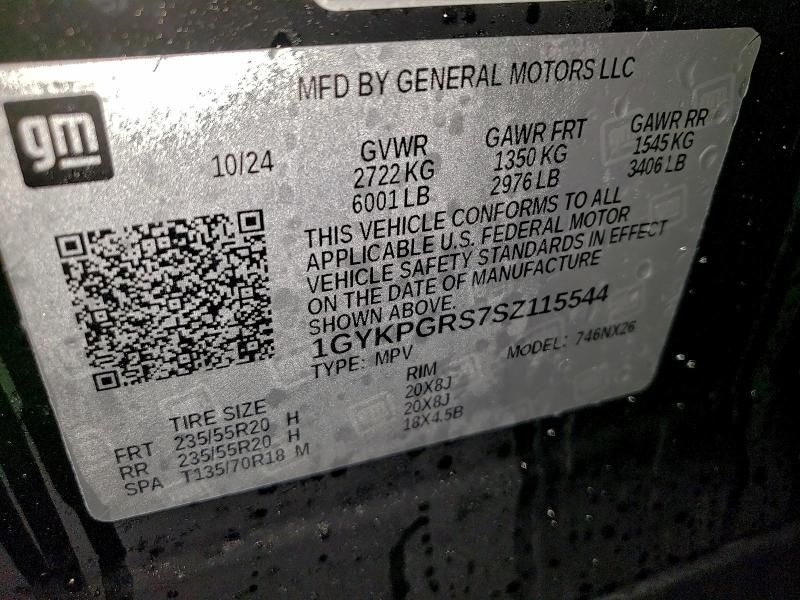 MFD BY GENERAL MOTORS LLC
gm
10/24
GVWR GAWR FRT GAWR RR
2722 KG 1350 KG 1545 KG
6001 LB 2976 LB 3406 LB
THIS VEHICLE CONFORMS TO ALL
APPLICABLE U.S. FEDERAL MOTOR
VEHICLE SAFETY STANDARDS IN EFFECT
ON THE DATE OF MANUFACTURE
SHOWN ABOVE.
1GYKPGRS7SZ115544
TYPE: MPV MODEL: 746NX26
TIRE SIZE RIM
FRT 235/55R20 H 20X8J
RR 235/55R20 H 20X8J
SPA T135/70R18 M 18X4.5B